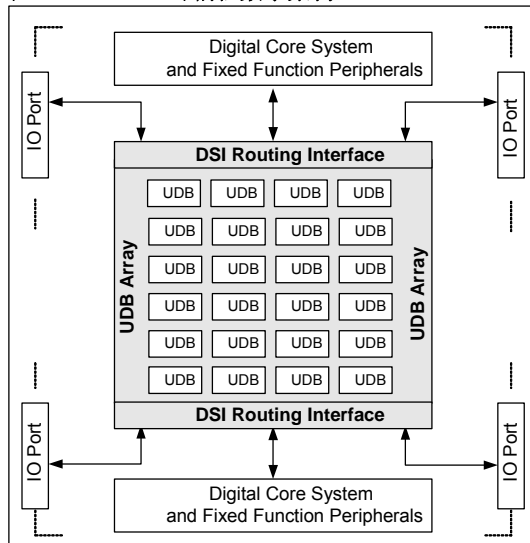 Digital Core System
and Fixed Function Peripherals
IO Port
IO Port
DSI Routing Interface
UDB Array
UDB UDB UDB UDB
UDB UDB UDB UDB
UDB UDB UDB UDB
UDB UDB UDB UDB
UDB UDB UDB UDB
UDB UDB UDB UDB
UDB Array
DSI Routing Interface
IO Port
IO Port
Digital Core System
and Fixed Function Peripherals